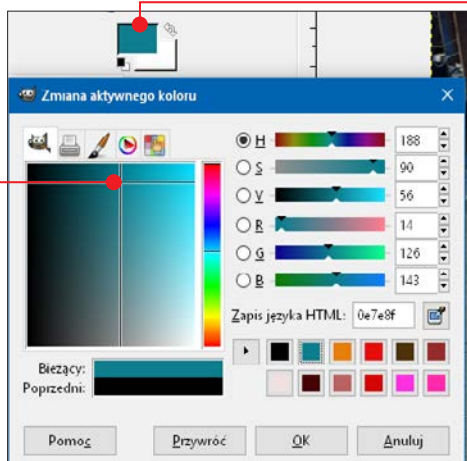 Zmiana aktywnego koloru
H 188
S 90
V 56
R 14
G 126
B 143
Zapis języka HTML: 0e7e8f
Bieżący:
Poprzedni:
Pomoc Przywróć OK Anuluj